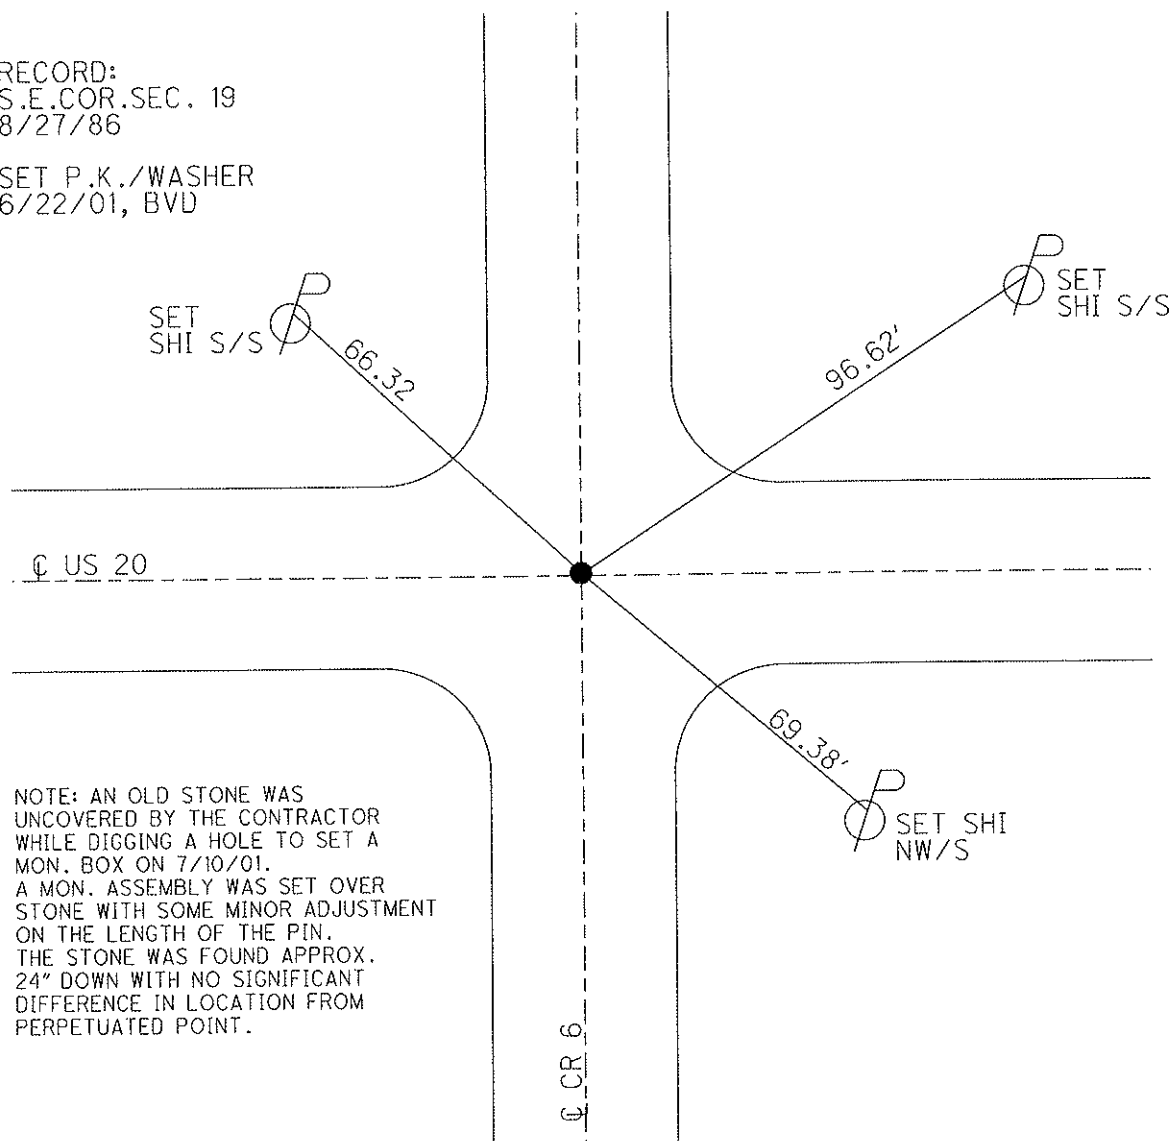 RECORD:
S.E.COR.SEC. 19
8/27/86
SET P.K./WASHER
6/22/01, BVD
SET
SHI S/S
66.32
96.62'
SET
SHI S/S
℄ US 20
69.38'
SET SHI
NW/S
NOTE: AN OLD STONE WAS
UNCOVERED BY THE CONTRACTOR
WHILE DIGGING A HOLE TO SET A
MON. BOX ON 7/10/01.
A MON. ASSEMBLY WAS SET OVER
STONE WITH SOME MINOR ADJUSTMENT
ON THE LENGTH OF THE PIN.
THE STONE WAS FOUND APPROX.
24" DOWN WITH NO SIGNIFICANT
DIFFERENCE IN LOCATION FROM
PERPETUATED POINT.
℄ CR 6